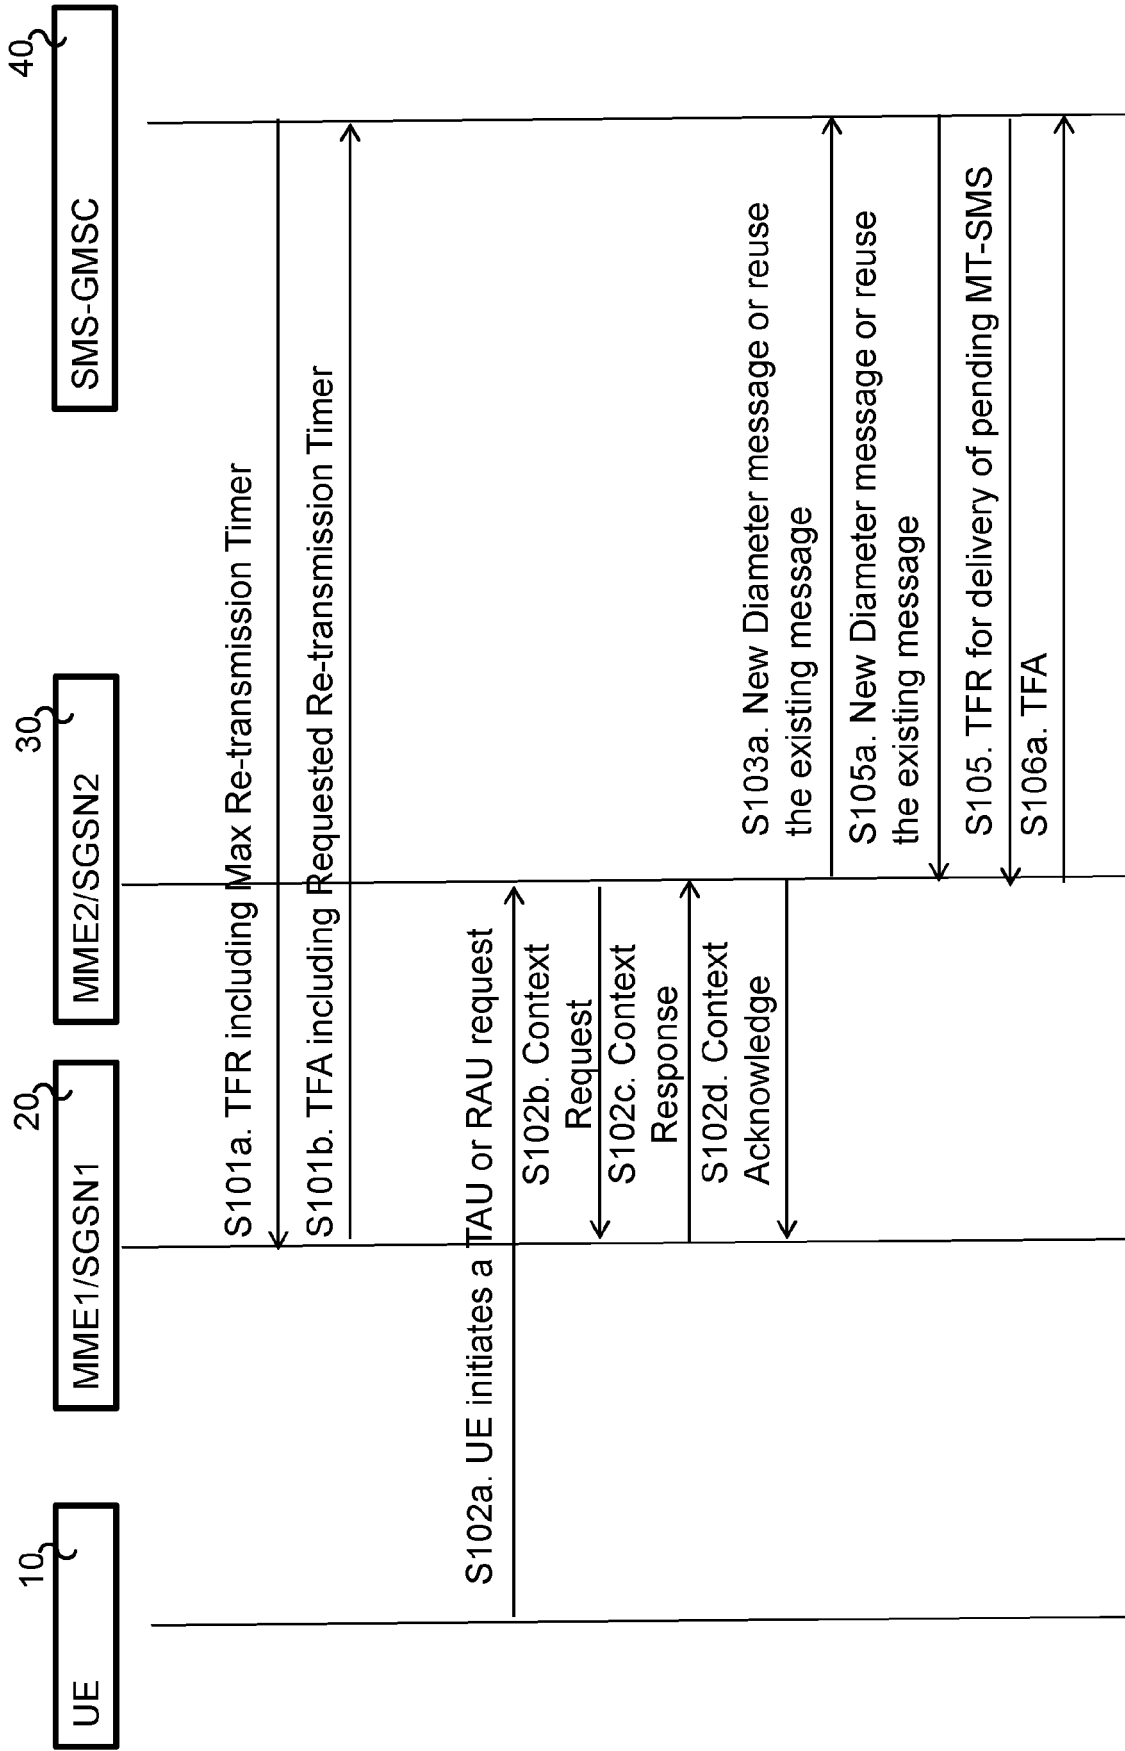 10
20
30
40
UE
MME1/SGSN1
MME2/SGSN2
SMS-GMSC
S101a. TFR including Max Re-transmission Timer
S101b. TFA including Requested Re-transmission Timer
S102a. UE initiates a TAU or RAU request
S102b. Context
Request
S102c. Context
Response
S102d. Context
Acknowledge
S103a. New Diameter message or reuse
the existing message
S105a. New Diameter message or reuse
the existing message
S105. TFR for delivery of pending MT-SMS
S106a. TFA